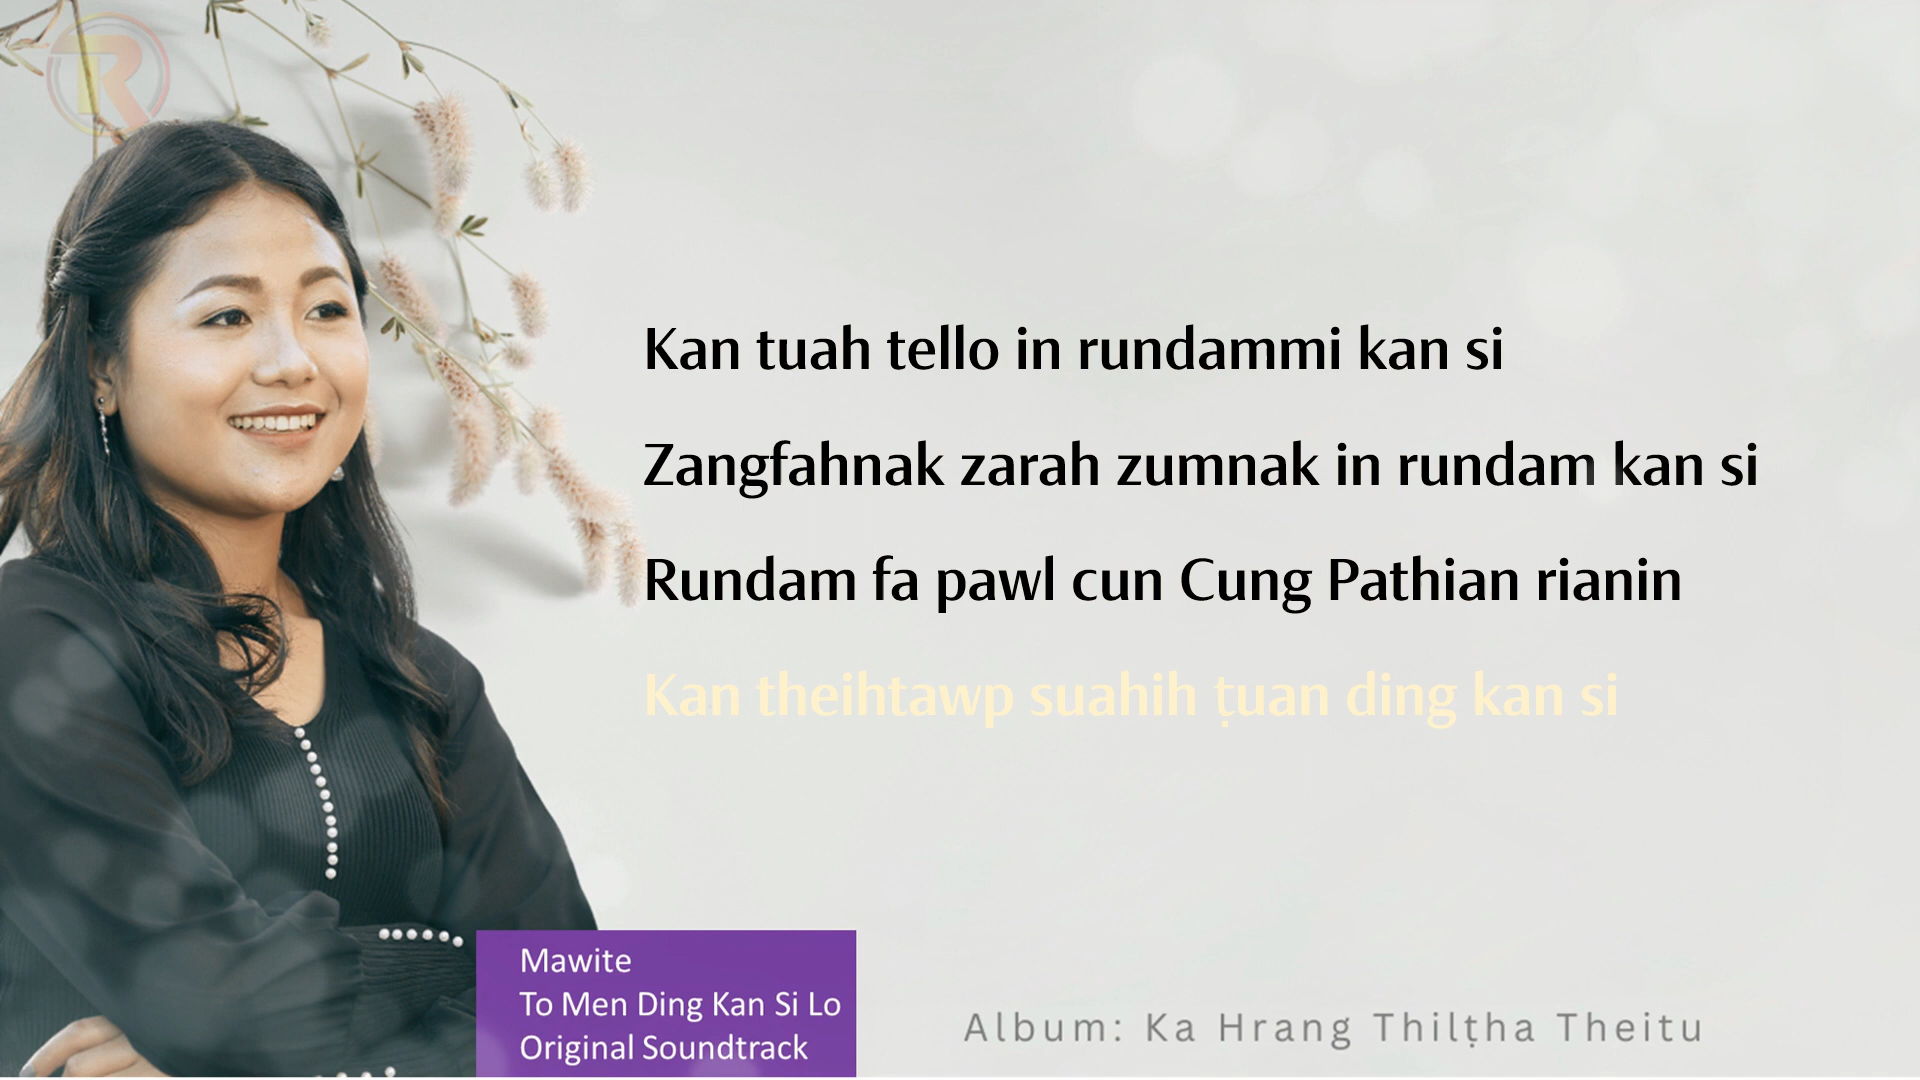 R
Kan tuah tello in rundammi kan si
Zangfahnak zarah zumnak in rundam kan si
Rundam fa pawl cun Cung Pathian rianin
Kan theihtawp suahih ṭuan ding kan si
Mawite
To Men Ding Kan Si Lo
Original Soundtrack
Album: Ka Hrang Thilṭha Theitu